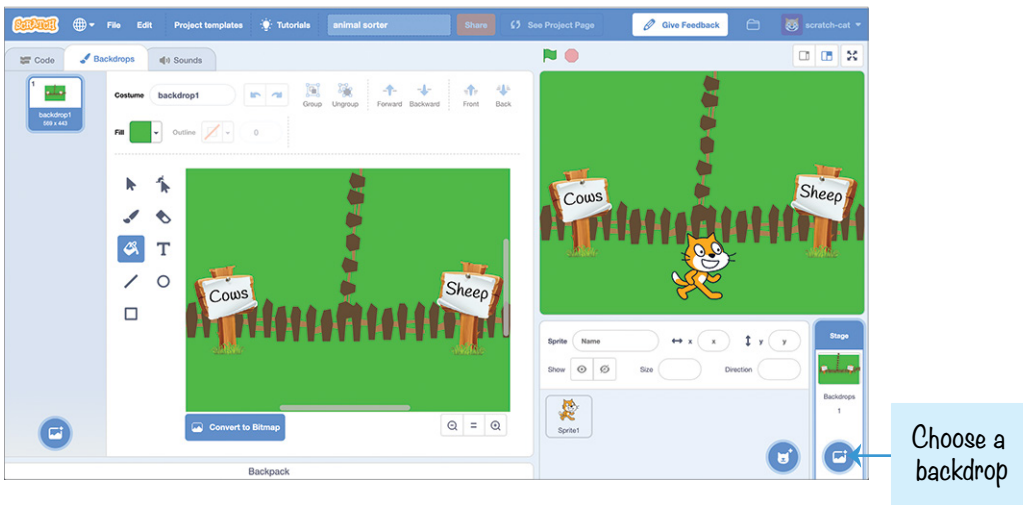 SCRATCH File Edit Project templates Tutorials animal sorter Share See Project Page Give Feedback scratch-cat
Code Backdrops Sounds
1
backdrop1
Costume backdrop1
Group Ungroup Forward Backward Front Back
Fill Outline 0
Cows Sheep
Convert to Bitmap
Backpack
Cows Sheep
Sprite Name x x y y
Show Size Direction
Sprite1
Stage
Backdrops
1
Choose a
backdrop